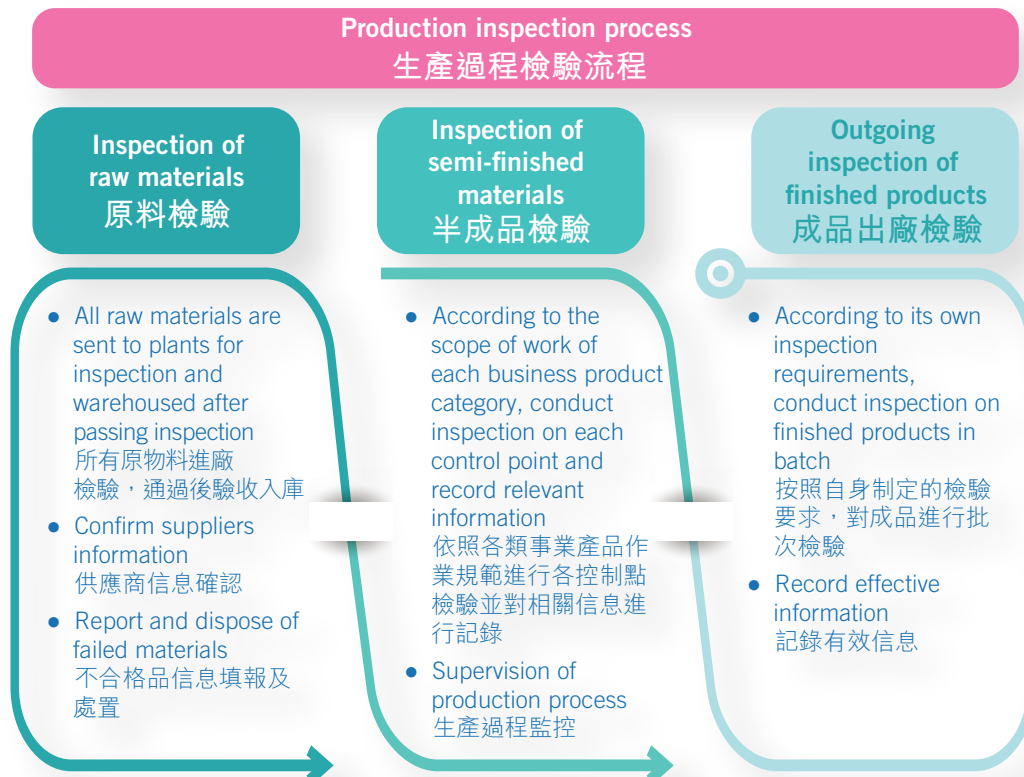 Production inspection process
生產過程檢驗流程
Inspection of
raw materials
原料檢驗
● All raw materials are
sent to plants for
inspection and
warehoused after
passing inspection
所有原物料進廠
檢驗，通過後驗收入庫
● Confirm suppliers
information
供應商信息確認
● Report and dispose of
failed materials
不合格品信息填報及
處置
Inspection of
semi-finished
materials
半成品檢驗
● According to the
scope of work of
each business product
category, conduct
inspection on each
control point and
record relevant
information
依照各類事業產品作
業規範進行各控制點
檢驗並對相關信息進
行記錄
● Supervision of
production process
生產過程監控
Outgoing
inspection of
finished products
成品出廠檢驗
● According to its own
inspection
requirements,
conduct inspection on
finished products in
batch
按照自身制定的檢驗
要求，對成品進行批
次檢驗
● Record effective
information
記錄有效信息